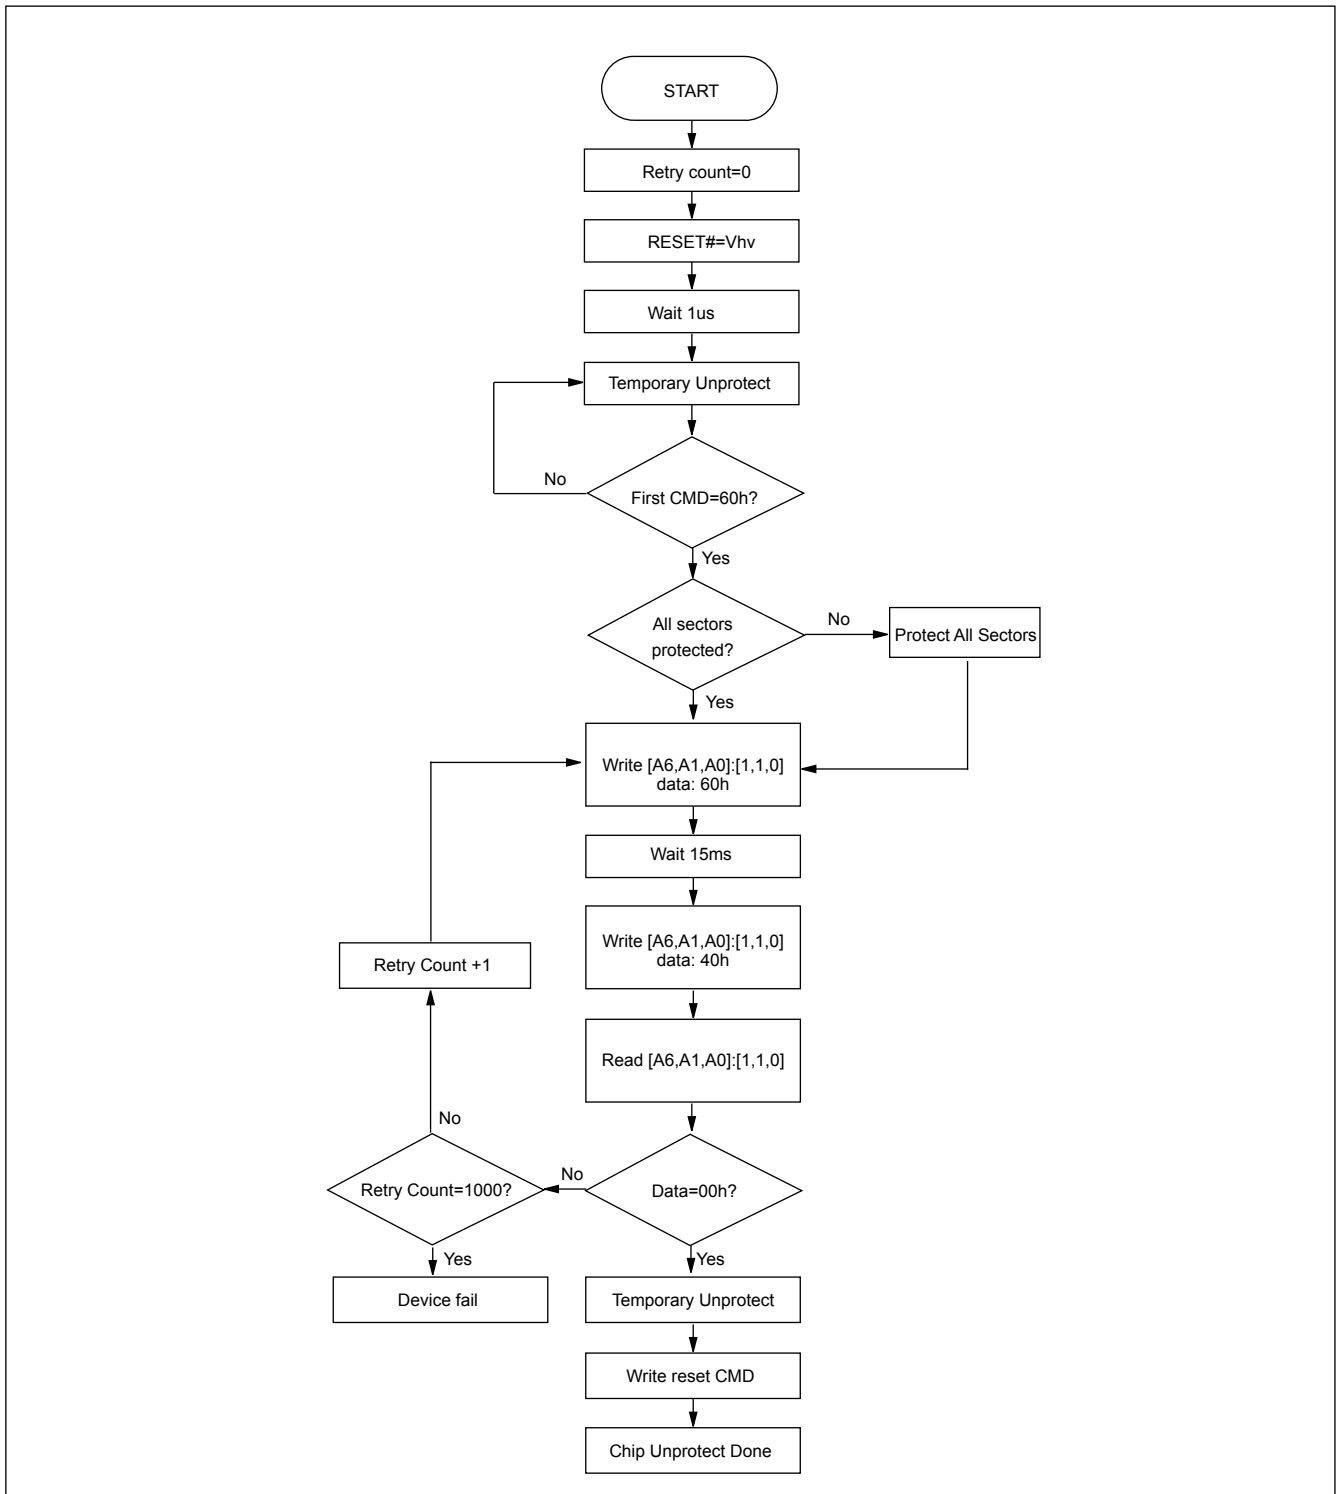 START
Retry count=0
RESET#=Vhv
Wait 1us
Temporary Unprotect
No
First CMD=60h?
Yes
All sectors
protected?
No
Protect All Sectors
Yes
Write [A6,A1,A0]:[1,1,0]
data: 60h
Wait 15ms
Write [A6,A1,A0]:[1,1,0]
data: 40h
Retry Count +1
Read [A6,A1,A0]:[1,1,0]
No
Retry Count=1000?
No
Data=00h?
Yes
Yes
Device fail
Temporary Unprotect
Write reset CMD
Chip Unprotect Done